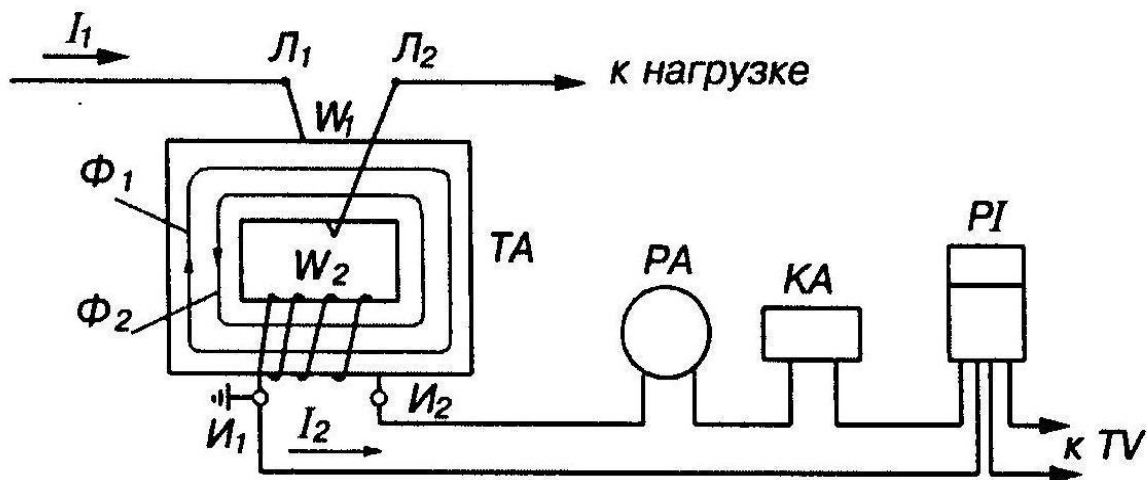 I₁
Л₁
Л₂
к нагрузке
W₁
Ф₁
TA
PA
KA
PI
W₂
Ф₂
И₁
И₂
I₂
к TV